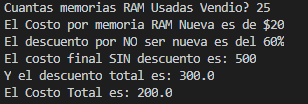 Cuantas memorias RAM Usadas Vendio? 25
El Costo por memoria RAM Nueva es de $20
El descuento por NO ser nueva es del 60%
El costo final SIN descuento es: 500
Y el descuento total es: 300.0
El Costo Total es: 200.0